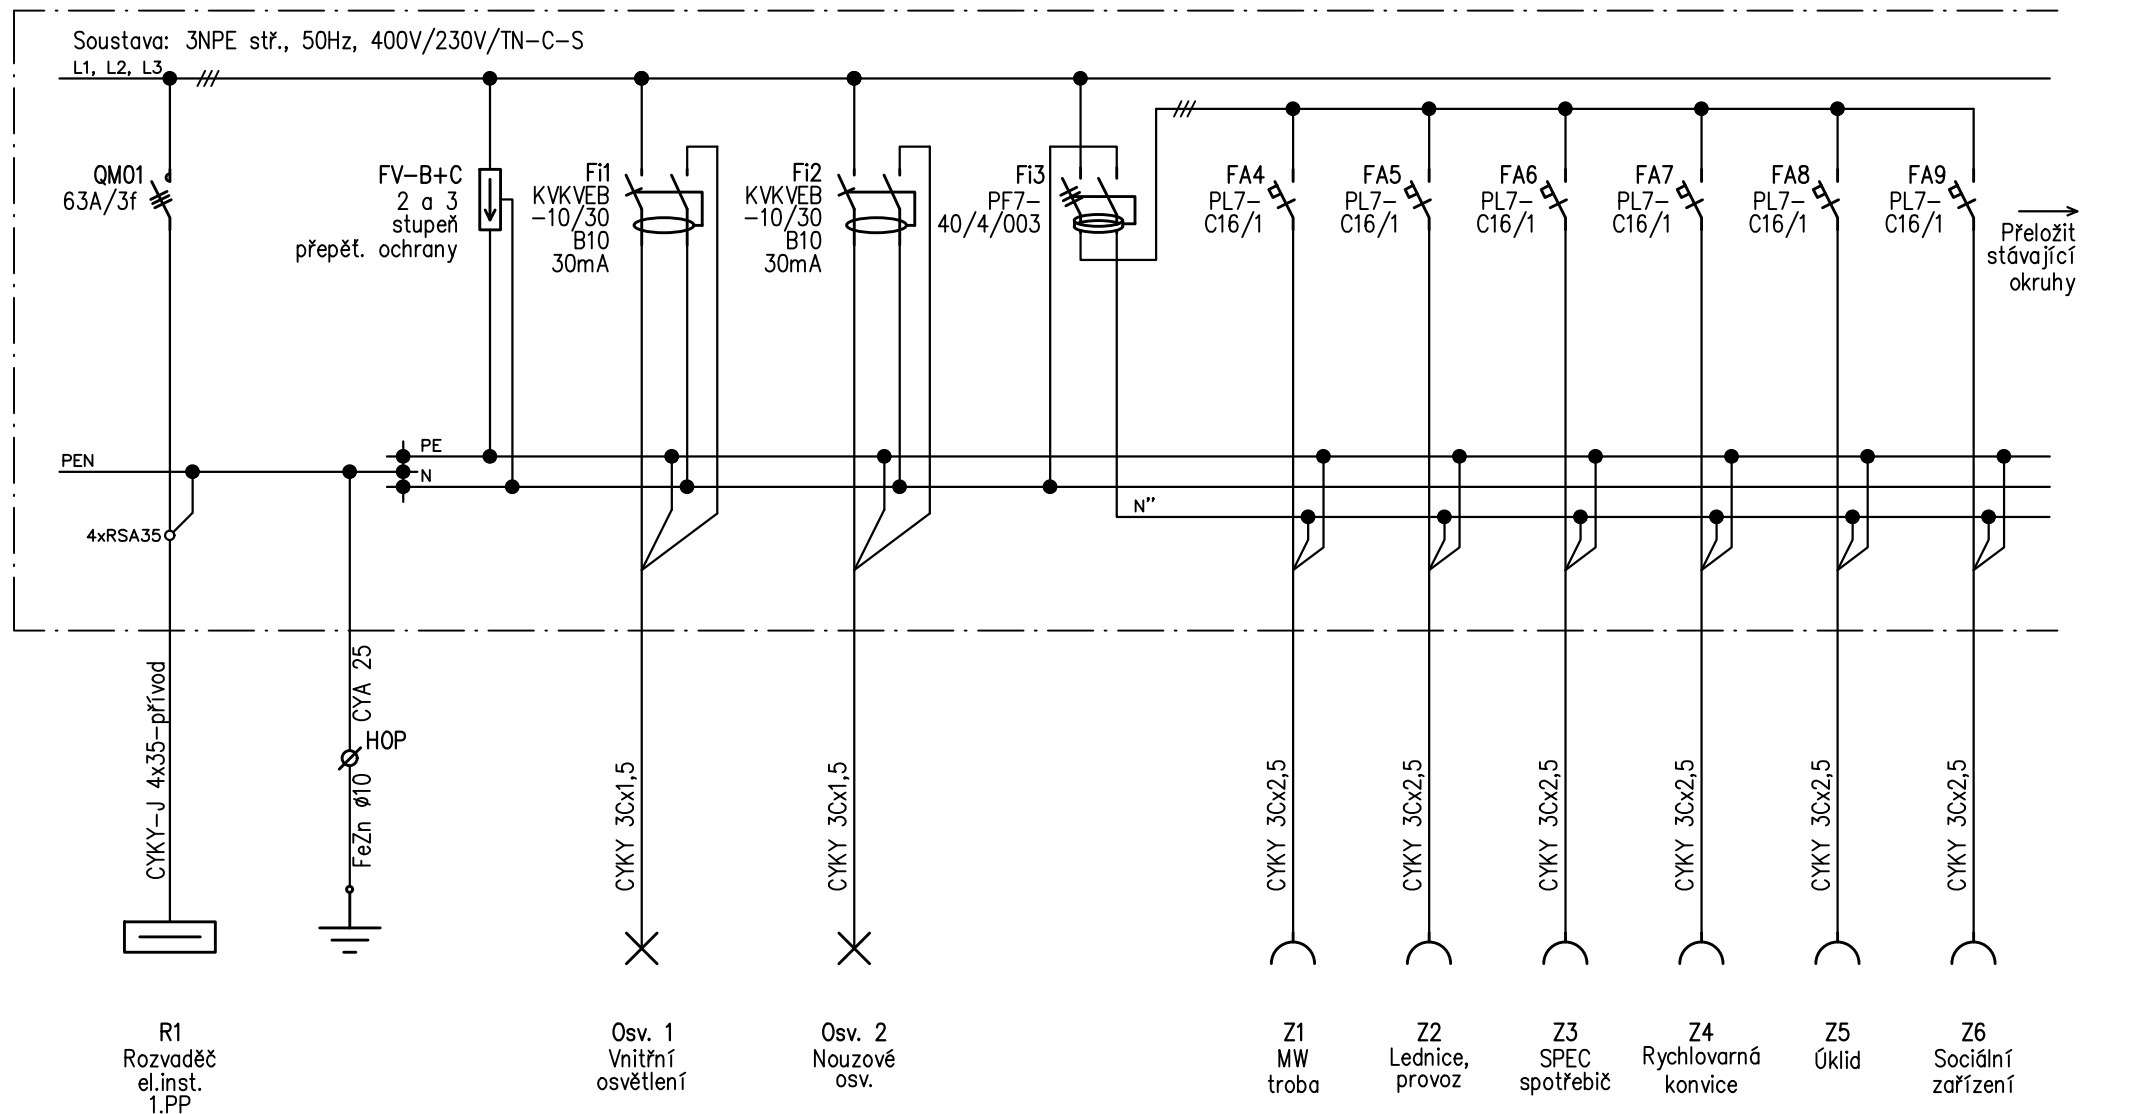 Soustava: 3NPE stř., 50Hz, 400V/230V/TN-C-S
L1, L2, L3
QM01
63A/3f
FV-B+C
2 a 3
stupeň
přepěť. ochrany
Fi1
KVKVEB
-10/30
B10
30mA
Fi2
KVKVEB
-10/30
B10
30mA
Fi3
PF7-
40/4/003
FA4
PL7-
C16/1
FA5
PL7-
C16/1
FA6
PL7-
C16/1
FA7
PL7-
C16/1
FA8
PL7-
C16/1
FA9
PL7-
C16/1
Přeložit
stávající
okruhy
PEN
PE
N
N''
4xRSA35
CYKY-J 4x35-přívod
CYA 25
HOP
FeZn ø10
CYKY 3Cx1,5
CYKY 3Cx1,5
CYKY 3Cx2,5
CYKY 3Cx2,5
CYKY 3Cx2,5
CYKY 3Cx2,5
CYKY 3Cx2,5
CYKY 3Cx2,5
R1
Rozvaděč
el.inst.
1.PP
Osv. 1
Vnitřní
osvětlení
Osv. 2
Nouzové
osv.
Z1
MW
troba
Z2
Lednice,
provoz
Z3
SPEC
spotřebič
Z4
Rychlovarná
konvice
Z5
Úklid
Z6
Sociální
zařízení